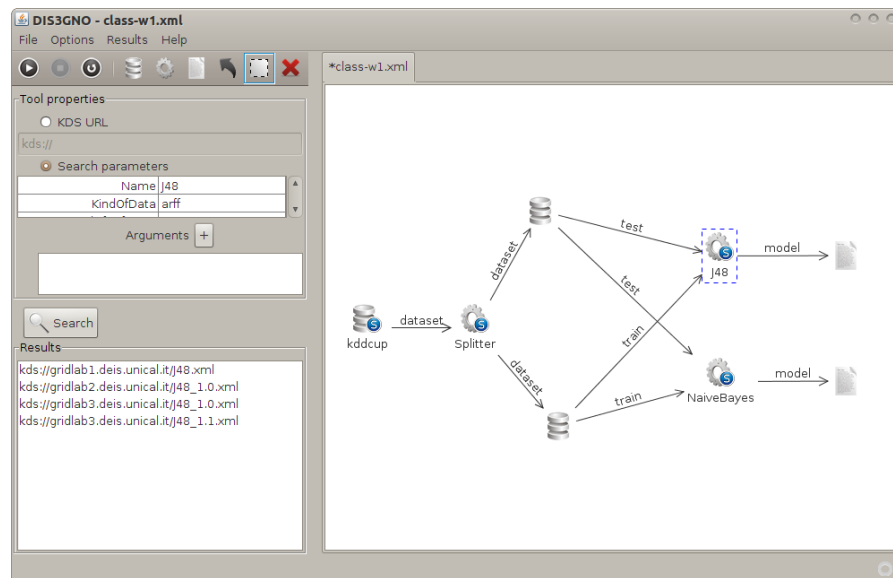 DIS3GNO - class-w1.xml
File Options Results Help
*class-w1.xml
Tool properties
KDS URL
kds://
Search parameters
Name J48
KindOfData arff
Arguments +
Search
Results
kds://gridlab1.deis.unical.it/J48.xml
kds://gridlab2.deis.unical.it/J48_1.0.xml
kds://gridlab3.deis.unical.it/J48_1.0.xml
kds://gridlab3.deis.unical.it/J48_1.1.xml
kddcup
dataset
S
Splitter
S
dataset
dataset
test
test
train
train
J48
S
model
NaiveBayes
S
model